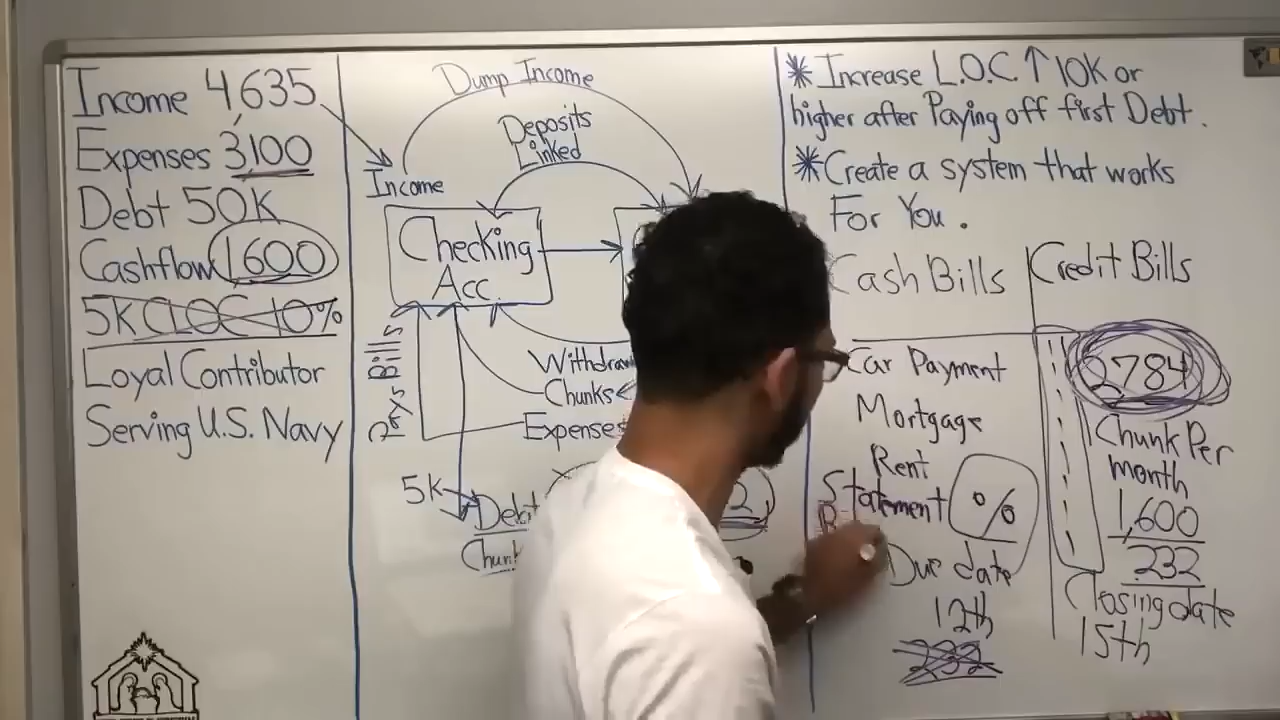 Income 4,635
Expenses 3100
Debt 50K
Cashflow 1600
5K CLOC 10%
Loyal Contributor
Serving U.S. Navy
Dump Income
Deposits
Linked
Income
Checking
Acc.
Pays Bills
Chunks
Expenses
5K
Debt
* Increase L.O.C. ↑ 10K or
higher after Paying off first Debt.
* Create a system that works
For You.
Cash Bills
Car Payment
Mortgage
Rent
Statement
%
Due date
12th
232
Credit Bills
2784
Chunk Per
month
1,600
232
Closing date
15th